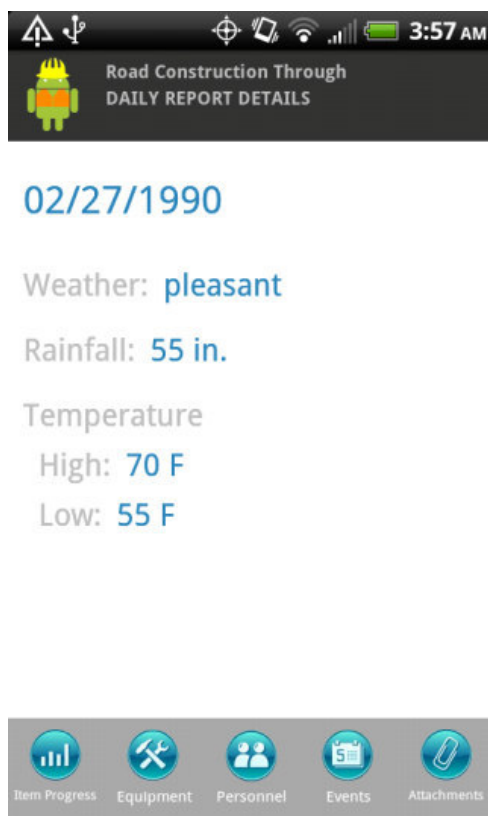 3:57 AM
Road Construction Through
DAILY REPORT DETAILS
02/27/1990
Weather: pleasant
Rainfall: 55 in.
Temperature
High: 70 F
Low: 55 F
5
Item Progress Equipment Personnel Events Attachments